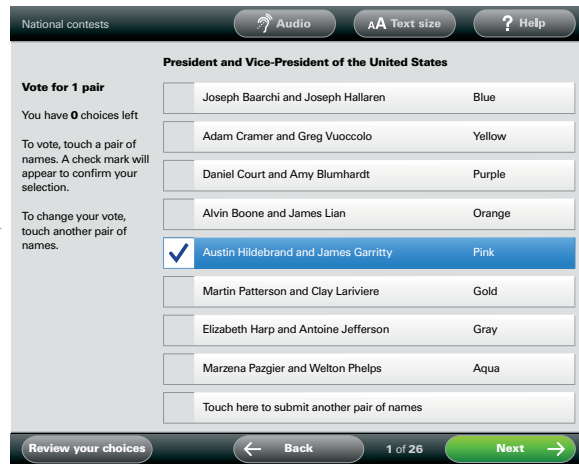 National contests
Audio
AA Text size
? Help
President and Vice-President of the United States
Vote for 1 pair
You have 0 choices left
To vote, touch a pair of
names. A check mark will
appear to confirm your
selection.
To change your vote,
touch another pair of
names.
Joseph Baarchi and Joseph Hallaren Blue
Adam Cramer and Greg Vuoccolo Yellow
Daniel Court and Amy Blumhardt Purple
Alvin Boone and James Lian Orange
Austin Hildebrand and James Garritty Pink
Martin Patterson and Clay Lariviere Gold
Elizabeth Harp and Antoine Jefferson Gray
Marzena Pazgier and Welton Phelps Aqua
Touch here to submit another pair of names
Review your choices
← Back
1 of 26
Next →